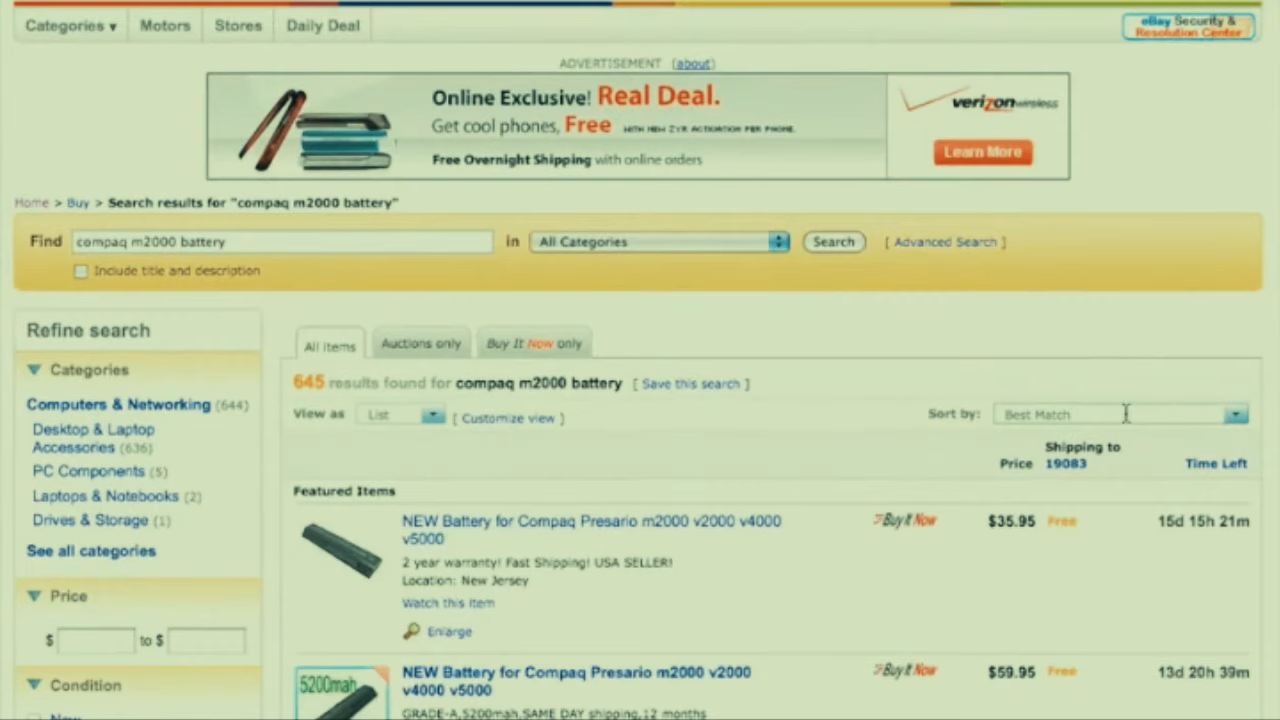 Categories ▾ Motors Stores Daily Deal
eBay Security &
Resolution Center
ADVERTISEMENT (about)
Online Exclusive! Real Deal.
Get cool phones, Free WITH NEW 2YR ACTIVATION PER PHONE.
Free Overnight Shipping with online orders
verizonwireless
Learn More
Home > Buy > Search results for "compaq m2000 battery"
Find compaq m2000 battery in All Categories Search [ Advanced Search ]
Include title and description
Refine search
Categories
Computers & Networking (644)
Desktop & Laptop
Accessories (636)
PC Components (5)
Laptops & Notebooks (2)
Drives & Storage (1)
See all categories
Price
$ to $
Condition
New
All items Auctions only Buy It Now only
645 results found for compaq m2000 battery [ Save this search ]
View as List [ Customize view ] Sort by: Best Match
Shipping to
Price 19083 Time Left
Featured Items
NEW Battery for Compaq Presario m2000 v2000 v4000
v5000
Buy It Now $35.95 Free 15d 15h 21m
2 year warranty! Fast Shipping! USA SELLER!
Location: New Jersey
Watch this item
Enlarge
5200mah
NEW Battery for Compaq Presario m2000 v2000
v4000 v5000
Buy It Now $59.95 Free 13d 20h 39m
GRADE-A,5200mah,SAME DAY shipping,12 months